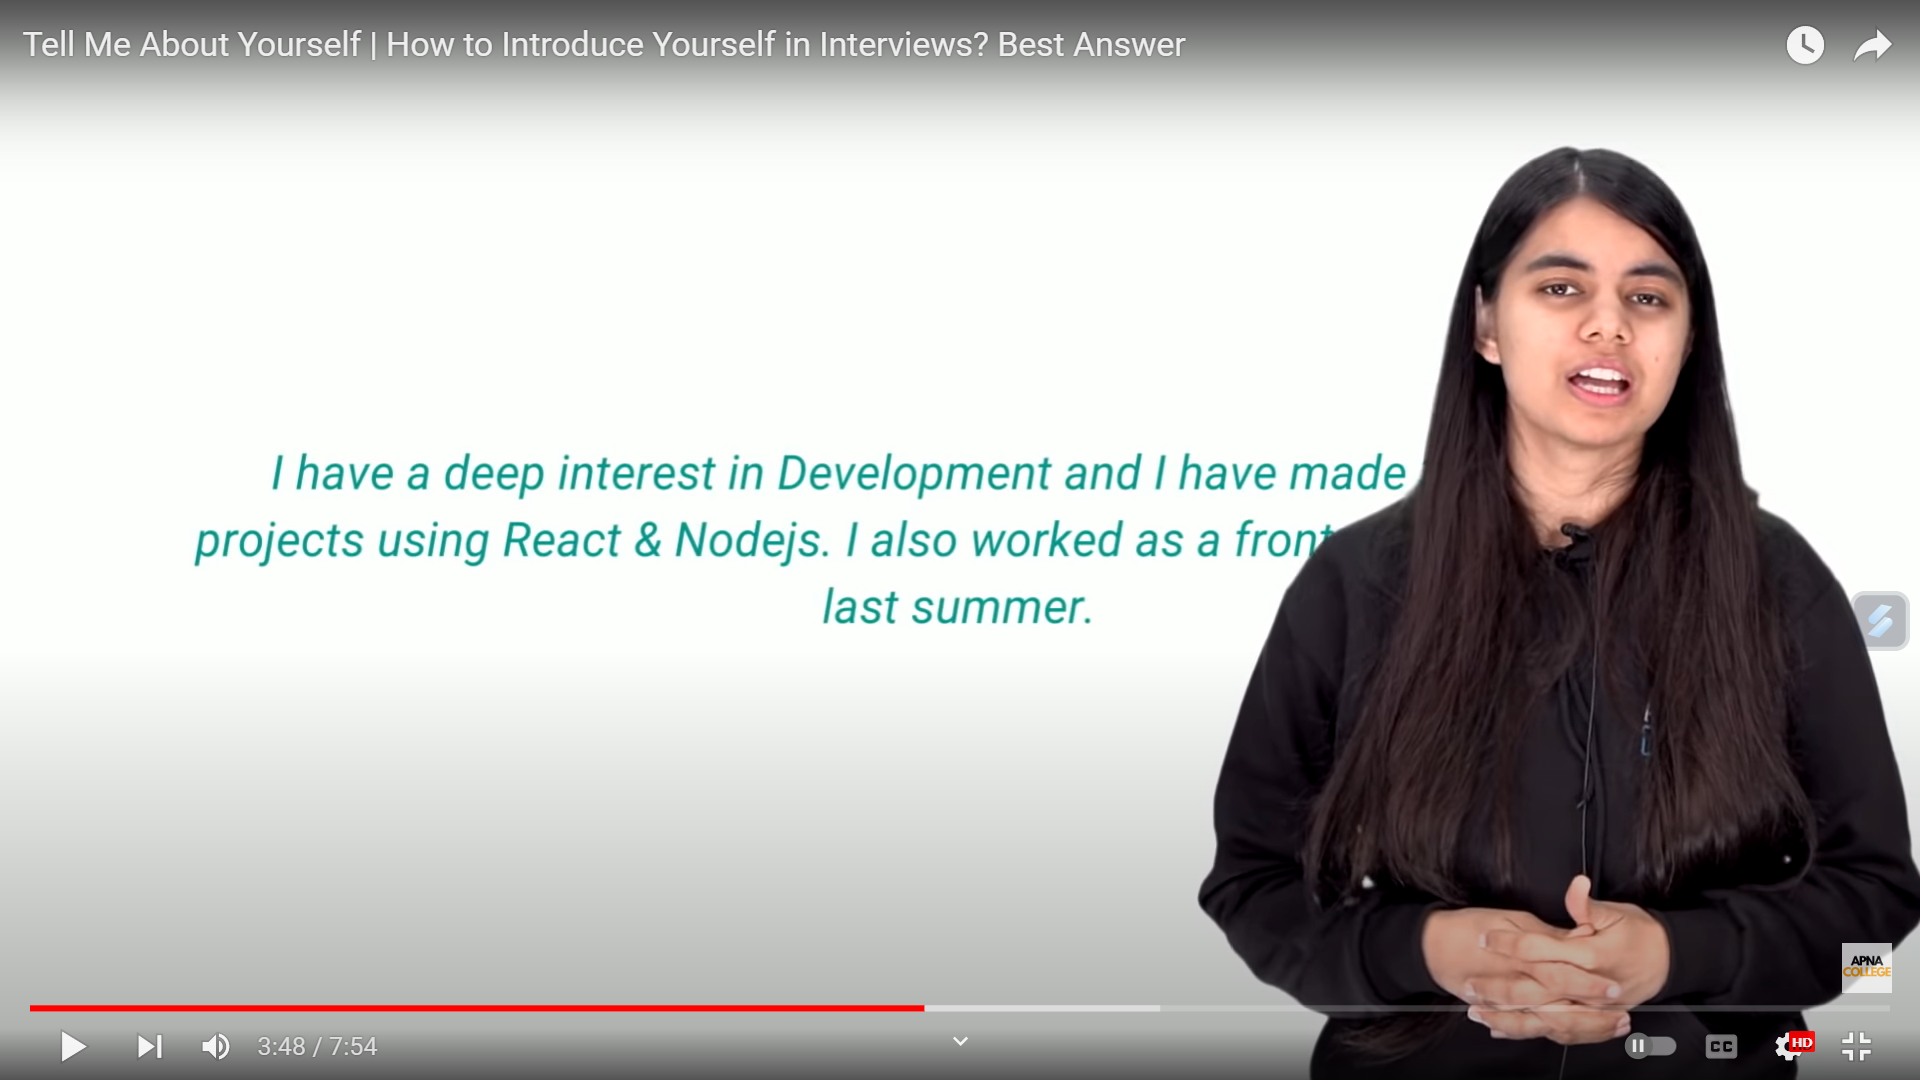 Tell Me About Yourself | How to Introduce Yourself in Interviews? Best Answer
I have a deep interest in Development and I have made
projects using React & Nodejs. I also worked as a front
last summer.
APNA
COLLEGE
3:48 / 7:54
CC
HD